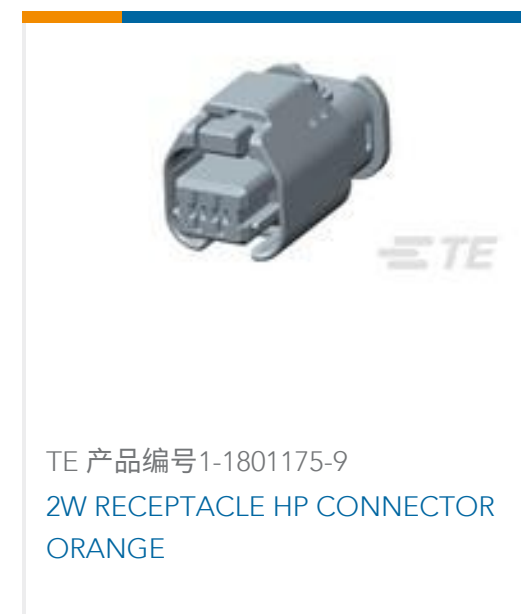 TE
TE 产品编号1-1801175-9
2W RECEPTACLE HP CONNECTOR
ORANGE